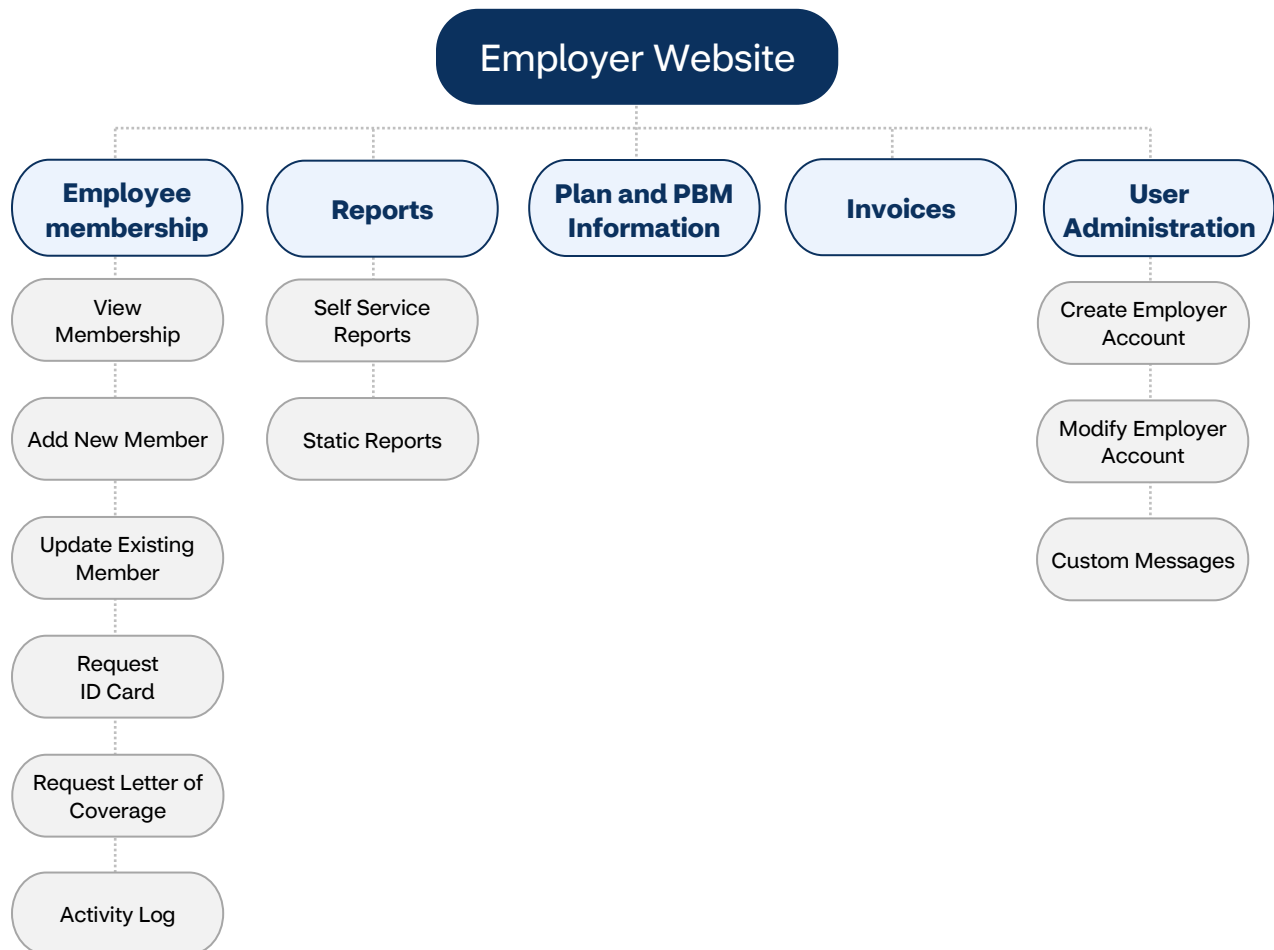 Employer Website
Employee
membership
Reports
Plan and PBM
Information
Invoices
User
Administration
View
Membership
Add New Member
Update Existing
Member
Request
ID Card
Request Letter of
Coverage
Activity Log
Self Service
Reports
Static Reports
Create Employer
Account
Modify Employer
Account
Custom Messages